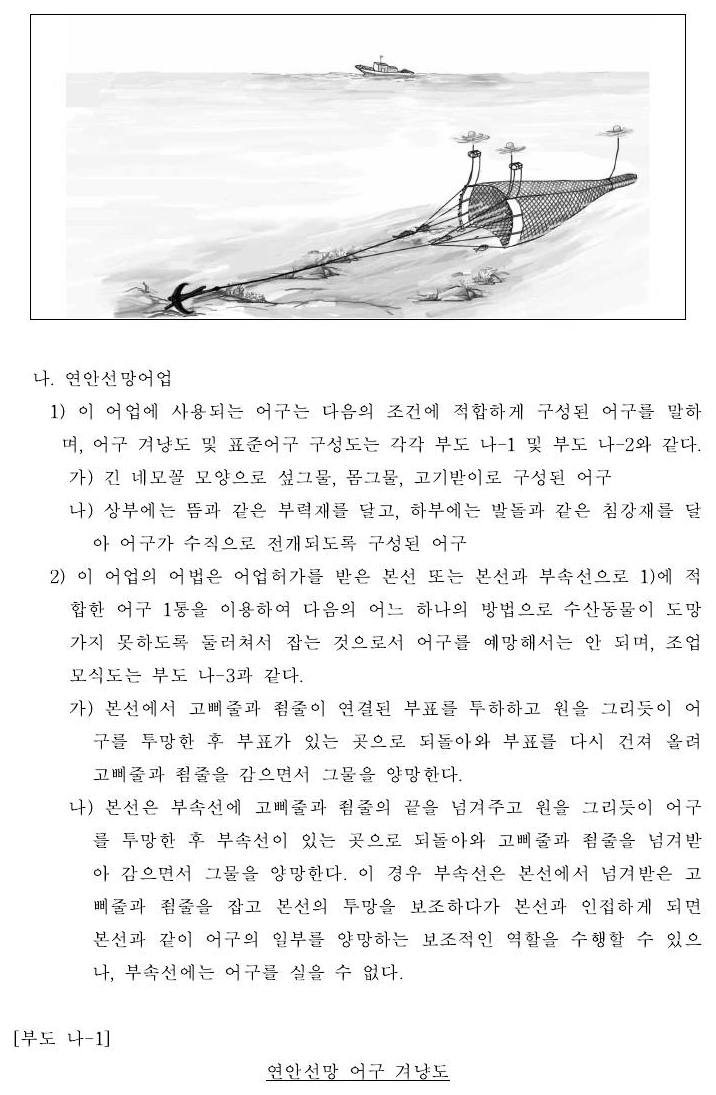 나. 연안선망어업
1) 이 어업에 사용되는 어구는 다음의 조건에 적합하게 구성된 어구를 말하
며, 어구 겨냥도 및 표준어구 구성도는 각각 부도 나-1 및 부도 나-2와 같다.
가) 긴 네모꼴 모양으로 섶그물, 몸그물, 고기받이로 구성된 어구
나) 상부에는 뜸과 같은 부력재를 달고, 하부에는 발돌과 같은 침강재를 달
아 어구가 수직으로 전개되도록 구성된 어구
2) 이 어업의 어법은 어업허가를 받은 본선 또는 본선과 부속선으로 1)에 적
합한 어구 1통을 이용하여 다음의 어느 하나의 방법으로 수산동물이 도망
가지 못하도록 둘러쳐서 잡는 것으로서 어구를 예망해서는 안 되며, 조업
모식도는 부도 나-3과 같다.
가) 본선에서 고삐줄과 죔줄이 연결된 부표를 투하하고 원을 그리듯이 어
구를 투망한 후 부표가 있는 곳으로 되돌아와 부표를 다시 건져 올려
고삐줄과 죔줄을 감으면서 그물을 양망한다.
나) 본선은 부속선에 고삐줄과 죔줄의 끝을 넘겨주고 원을 그리듯이 어구
를 투망한 후 부속선이 있는 곳으로 되돌아와 고삐줄과 죔줄을 넘겨받
아 감으면서 그물을 양망한다. 이 경우 부속선은 본선에서 넘겨받은 고
삐줄과 죔줄을 잡고 본선의 투망을 보조하다가 본선과 인접하게 되면
본선과 같이 어구의 일부를 양망하는 보조적인 역할을 수행할 수 있으
나, 부속선에는 어구를 실을 수 없다.
[부도 나-1]
연안선망 어구 겨냥도